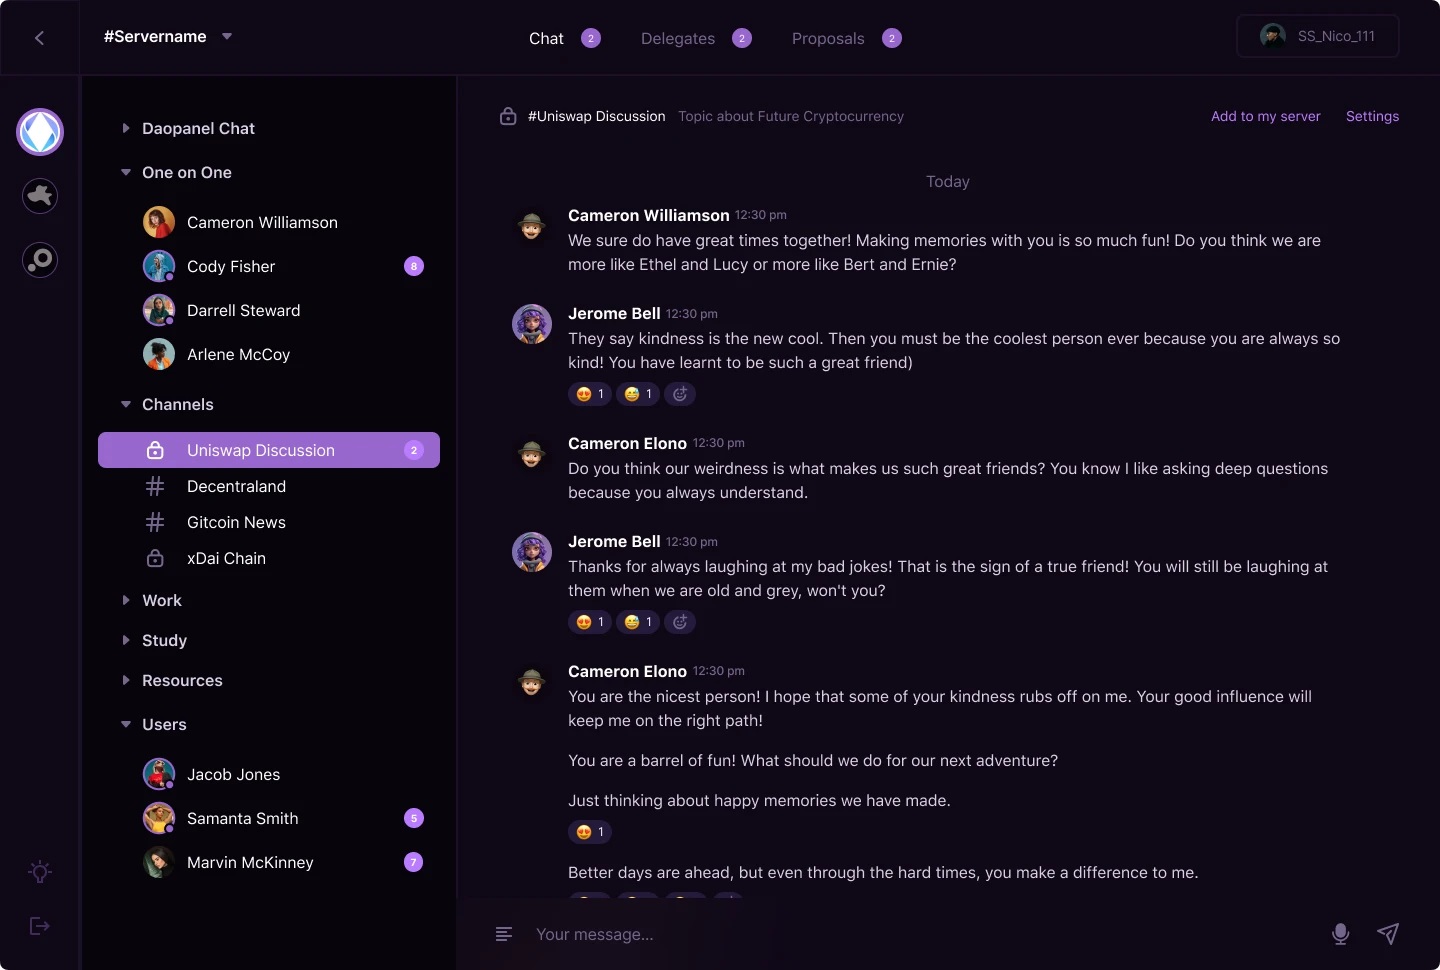 #Servername
Chat 2
Delegates 2
Proposals 2
SS_Nico_111
Daopanel Chat
One on One
Cameron Williamson
Cody Fisher 8
Darrell Steward
Arlene McCoy
Channels
Uniswap Discussion 2
Decentraland
Gitcoin News
xDai Chain
Work
Study
Resources
Users
Jacob Jones
Samanta Smith 5
Marvin McKinney 7
#Uniswap Discussion Topic about Future Cryptocurrency
Add to my server
Settings
Today
Cameron Williamson 12:30 pm
We sure do have great times together! Making memories with you is so much fun! Do you think we are
more like Ethel and Lucy or more like Bert and Ernie?
Jerome Bell 12:30 pm
They say kindness is the new cool. Then you must be the coolest person ever because you are always so
kind! You have learnt to be such a great friend)
1 1
Cameron Elono 12:30 pm
Do you think our weirdness is what makes us such great friends? You know I like asking deep questions
because you always understand.
Jerome Bell 12:30 pm
Thanks for always laughing at my bad jokes! That is the sign of a true friend! You will still be laughing at
them when we are old and grey, won't you?
1 1
Cameron Elono 12:30 pm
You are the nicest person! I hope that some of your kindness rubs off on me. Your good influence will
keep me on the right path!
You are a barrel of fun! What should we do for our next adventure?
Just thinking about happy memories we have made.
1
Better days are ahead, but even through the hard times, you make a difference to me.
Your message...